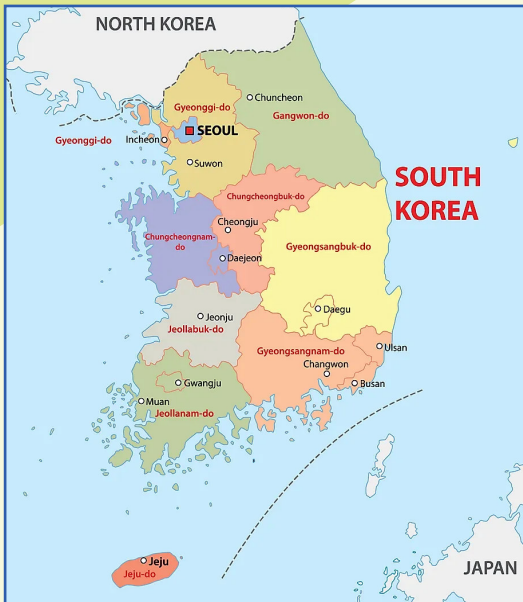 NORTH KOREA
Chuncheon
Gyeonggi-do
Gangwon-do
SEOUL
Gyeonggi-do
Incheon
Suwon
SOUTH
KOREA
Chungcheongbuk-do
Cheongju
Chungcheongnam-
do
Gyeongsangbuk-do
Daejeon
Daegu
Jeonju
Jeollabuk-do
Gyeongsangnam-do
Ulsan
Changwon
Gwangju
Busan
Muan
Jeollanam-do
Jeju
Jeju-do
JAPAN